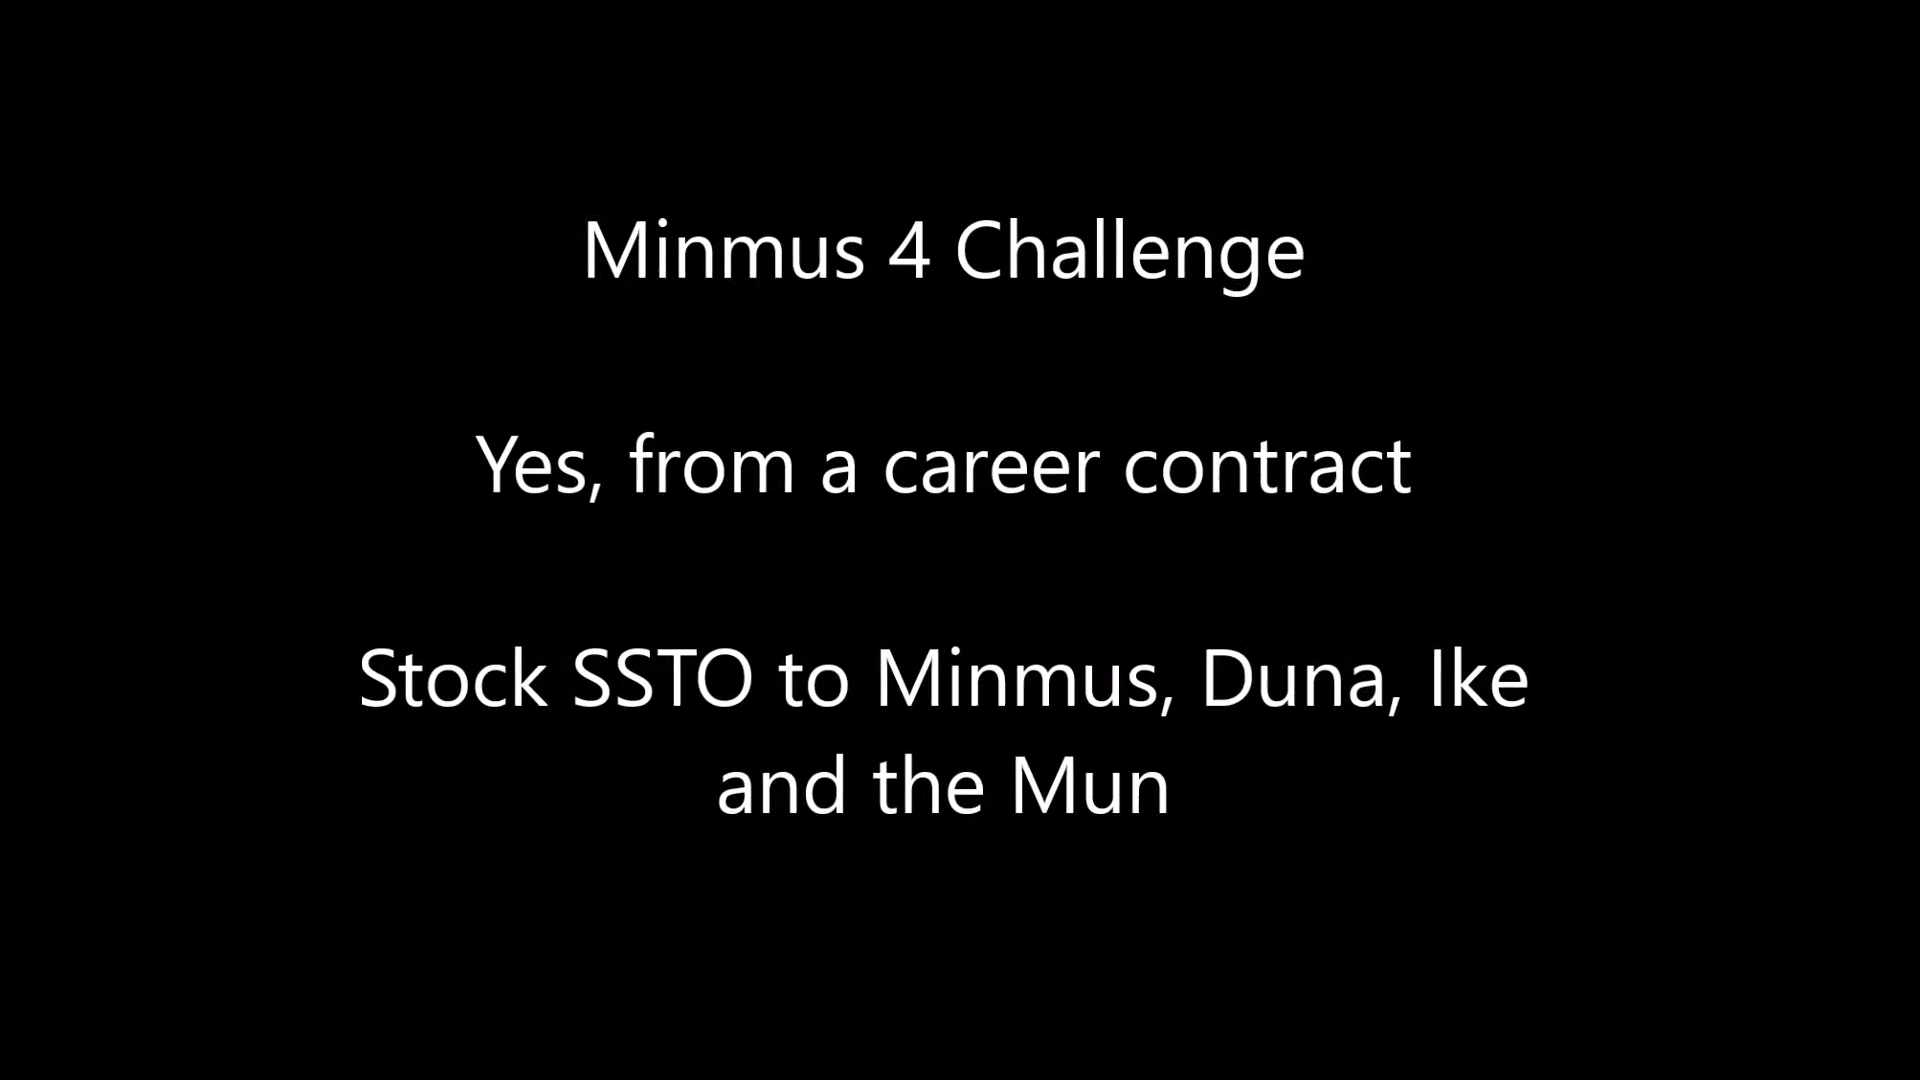 Minmus 4 Challenge
Yes, from a career contract
Stock SSTO to Minmus, Duna, Ike
and the Mun